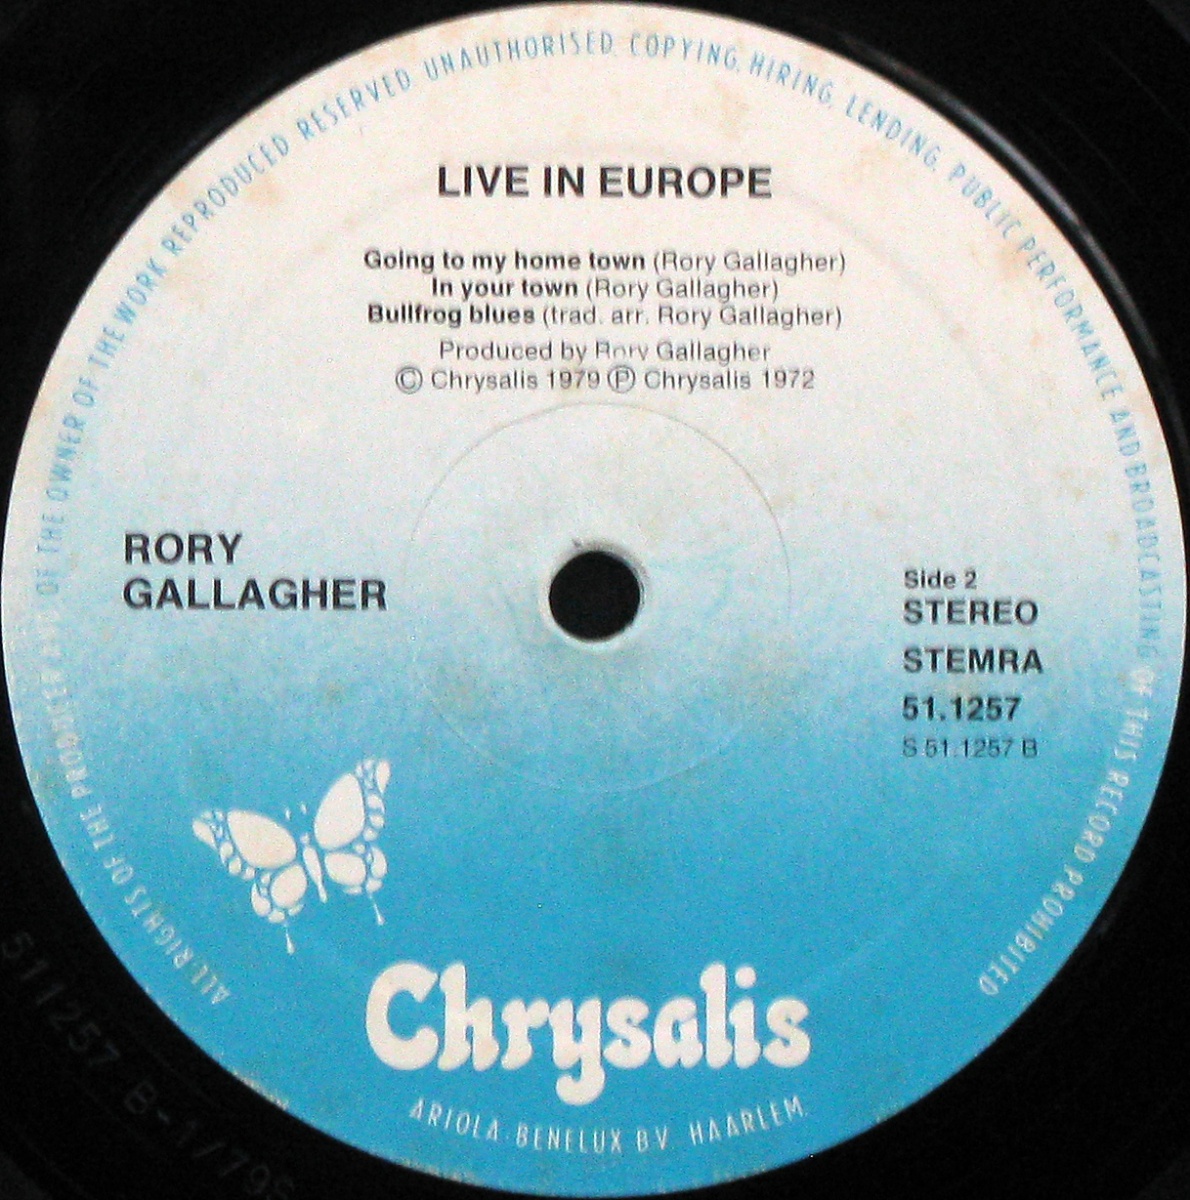 ALL RIGHTS OF THE PRODUCER AND OF THE OWNER OF THE WORK REPRODUCED RESERVED UNAUTHORISED COPYING, HIRING, LENDING, PUBLIC PERFORMANCE AND BROADCASTING OF THIS RECORD PROHIBITED
LIVE IN EUROPE
Going to my home town (Rory Gallagher)
In your town (Rory Gallagher)
Bullfrog blues (trad. arr. Rory Gallagher)
Produced by Rory Gallagher
© Chrysalis 1979 ℗ Chrysalis 1972
RORY
GALLAGHER
Side 2
STEREO
STEMRA
51.1257
S 51.1257 B
Chrysalis
ARIOLA-BENELUX B.V. HAARLEM.